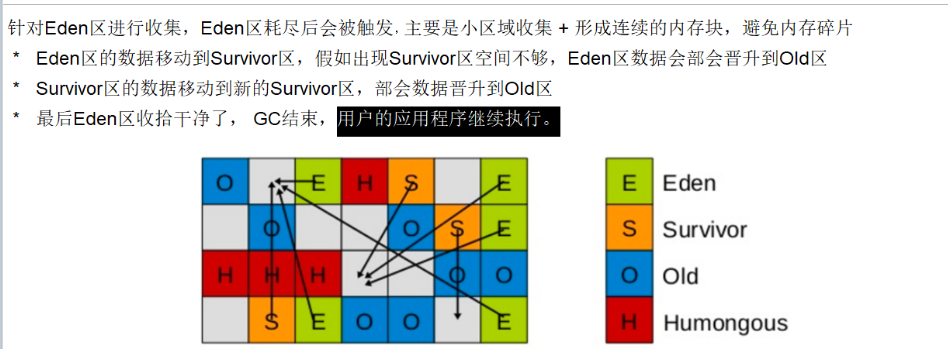 针对Eden区进行收集，Eden区耗尽后会被触发，主要是小区域收集 + 形成连续的内存块，避免内存碎片
* Eden区的数据移动到Survivor区，假如出现Survivor区空间不够，Eden区数据会部会晋升到Old区
* Survivor区的数据移动到新的Survivor区，部会数据晋升到Old区
* 最后Eden区收拾干净了， GC结束，用户的应用程序继续执行。
O E H S E
O O S E
H H H O O
S E O O E
E Eden
S Survivor
O Old
H Humongous